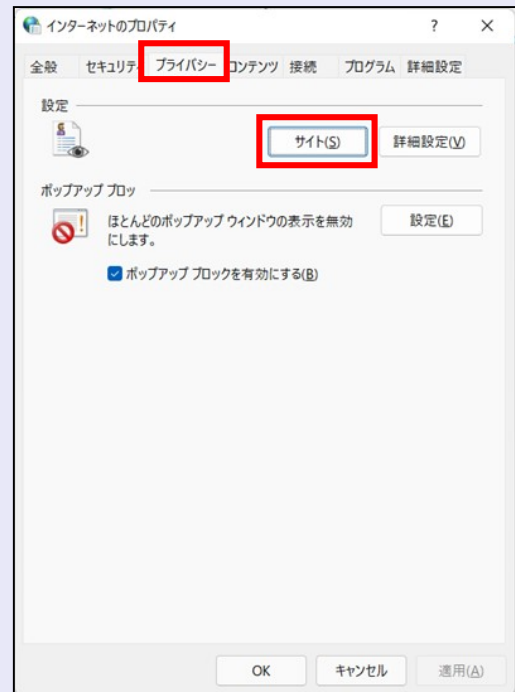 インターネットのプロパティ ? ×
全般 セキュリティ プライバシー コンテンツ 接続 プログラム 詳細設定
設定
サイト(S) 詳細設定(V)
ポップアップ ブロッ
ほとんどのポップアップ ウィンドウの表示を無効 設定(E)
にします。
ポップアップ ブロックを有効にする(B)
OK キャンセル 適用(A)